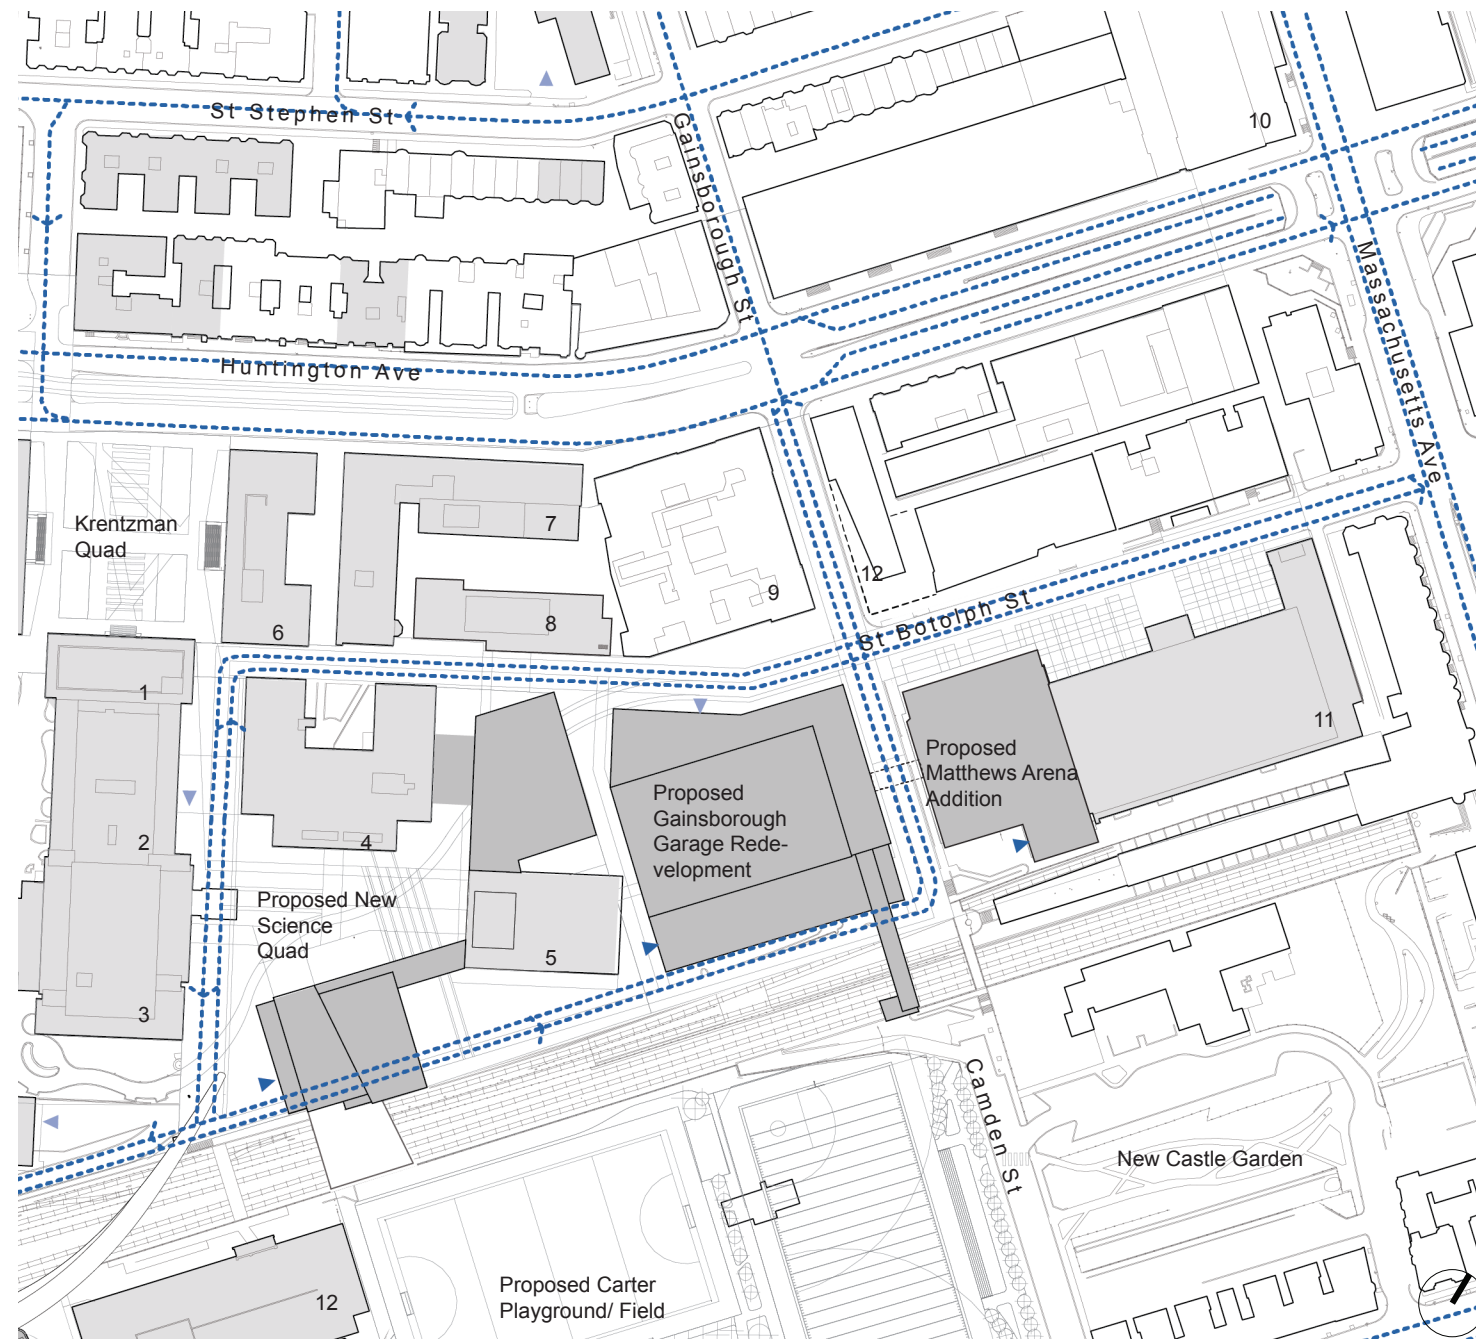 St Stephen St
Gainsborough St
10
Massachusetts Ave
Huntington Ave
Krentzman
Quad
7
12
6
8
9
St Botolph St
1
11
Proposed
Matthews Arena
Addition
Proposed
Gainsborough
Garage Rede-
velopment
2
4
Proposed New
Science
Quad
5
3
Camden St
New Castle Garden
12
Proposed Carter
Playground/ Field